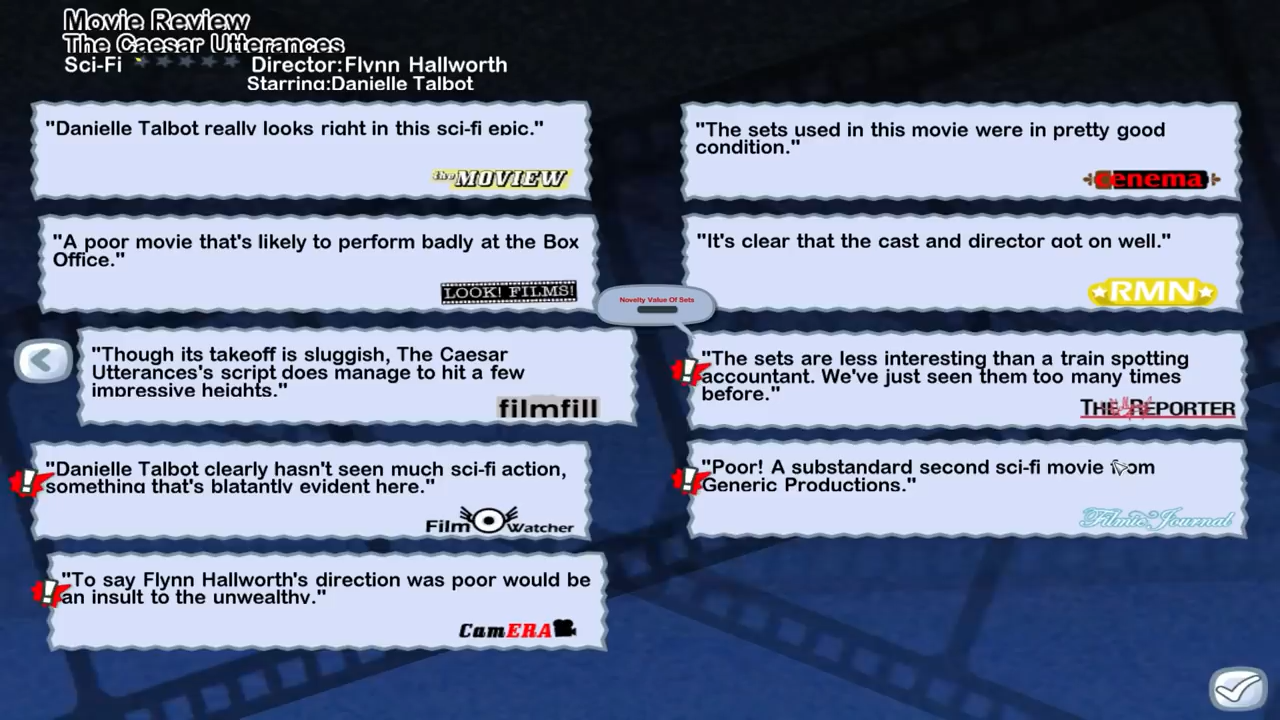 Movie Review
The Caesar Utterances
Sci-Fi
Director:Flynn Hallworth
Starring:Danielle Talbot
"Danielle Talbot really looks right in this sci-fi epic."
the MOVIEW
"The sets used in this movie were in pretty good
condition."
cenema
"A poor movie that's likely to perform badly at the Box
Office."
LOOK! FILMS!
"It's clear that the cast and director got on well."
RMN
Novelty Value Of Sets
"Though its takeoff is sluggish, The Caesar
Utterances's script does manage to hit a few
impressive heights."
filmfill
"The sets are less interesting than a train spotting
accountant. We've just seen them too many times
before."
THE REPORTER
"Danielle Talbot clearly hasn't seen much sci-fi action,
something that's blatantly evident here."
Film Watcher
"Poor! A substandard second sci-fi movie from
Generic Productions."
Filmic Journal
"To say Flynn Hallworth's direction was poor would be
an insult to the unwealthy."
CamERA